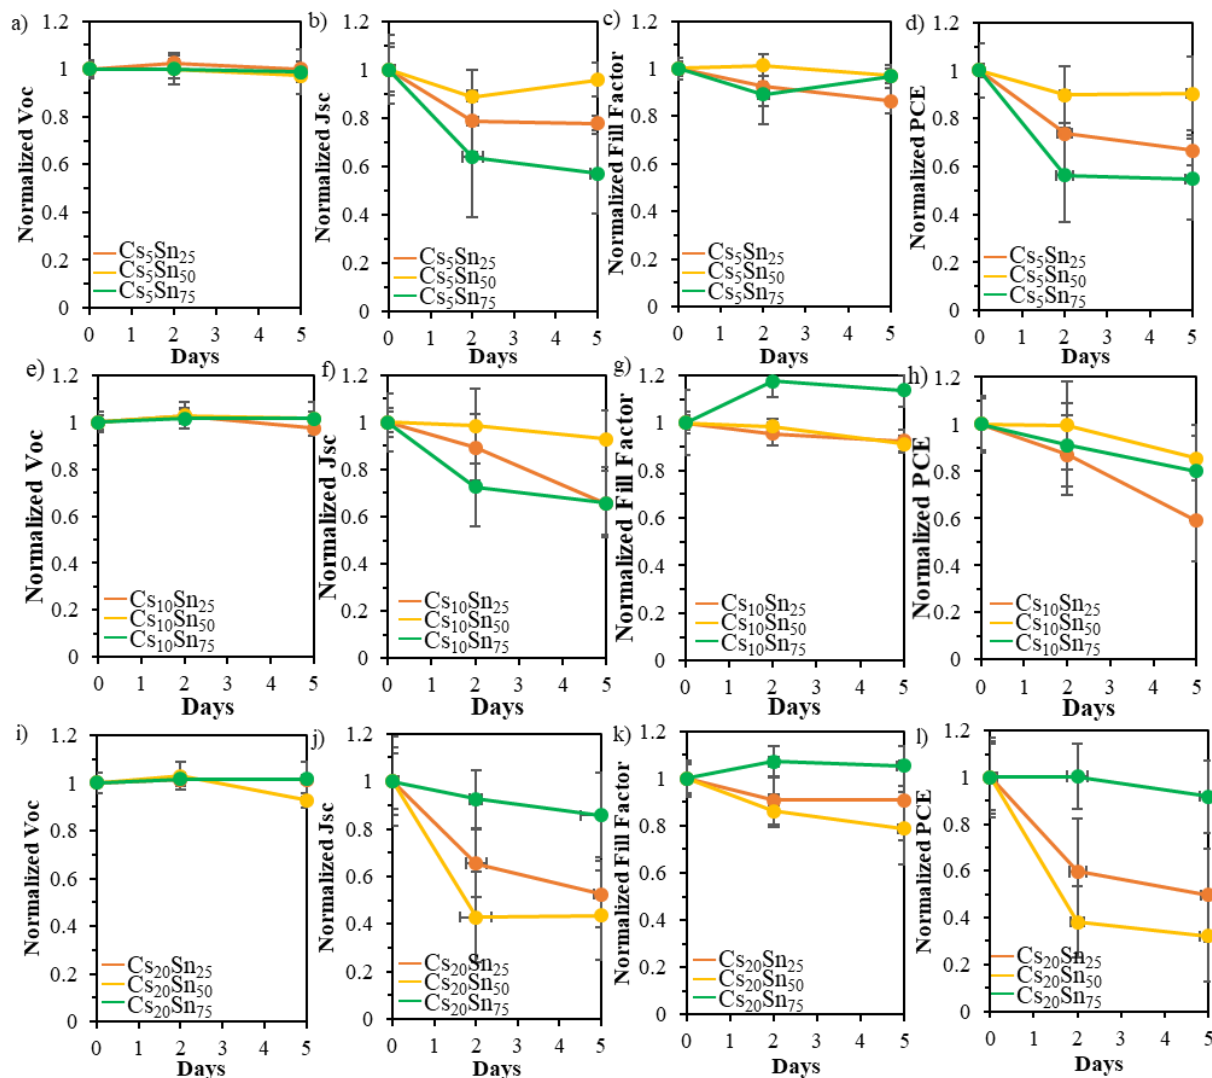 a)
Normalized Voc
1.2
1
0.8
0.6
0.4
0.2
0
Cs5Sn25
Cs5Sn50
Cs5Sn75
0 2 4 5
Days
b)
Normalized Jsc
1.2
1
0.8
0.6
0.4
0.2
0
Cs5Sn25
Cs5Sn50
Cs5Sn75
0 1 2 3 4 5
Days
c)
Normalized Fill Factor
1.2
1
0.8
0.6
0.4
0.2
0
Cs5Sn25
Cs5Sn50
Cs5Sn75
0 2 4 5
Days
d)
Normalized PCE
1.2
1
0.8
0.6
0.4
0.2
0
Cs5Sn25
Cs5Sn50
Cs5Sn75
0 1 2 3 4 5
Days
e)
Normalized Voc
1.2
1
0.8
0.6
0.4
0.2
0
Cs10Sn25
Cs10Sn50
Cs10Sn75
0 1 2 3 4 5
Days
f)
Normalized Jsc
1.2
1
0.8
0.6
0.4
0.2
0
Cs10Sn25
Cs10Sn50
Cs10Sn75
0 1 2 3 4 5
Days
g)
Normalized Fill Factor
1.2
1
0.8
0.6
0.4
0.2
0
Cs10Sn25
Cs10Sn50
Cs10Sn75
0 1 2 3 4 5
Days
h)
Normalized PCE
1.2
1
0.8
0.6
0.4
0.2
0
Cs10Sn25
Cs10Sn50
Cs10Sn75
0 1 2 3 4 5
Days
i)
Normalized Voc
1.2
1
0.8
0.6
0.4
0.2
0
Cs20Sn25
Cs20Sn50
Cs20Sn75
0 2 4 5
Days
j)
Normalized Jsc
1.2
1
0.8
0.6
0.4
0.2
0
Cs20Sn25
Cs20Sn50
Cs20Sn75
0 1 2 3 4 5
Days
k)
Normalized Fill Factor
1.2
1
0.8
0.6
0.4
0.2
0
Cs20Sn25
Cs20Sn50
Cs20Sn75
0 1 2 3 4 5
Days
l)
Normalized PCE
1.2
1
0.8
0.6
0.4
0.2
0
Cs20Sn25
Cs20Sn50
Cs20Sn75
0 1 2 3 4 5
Days